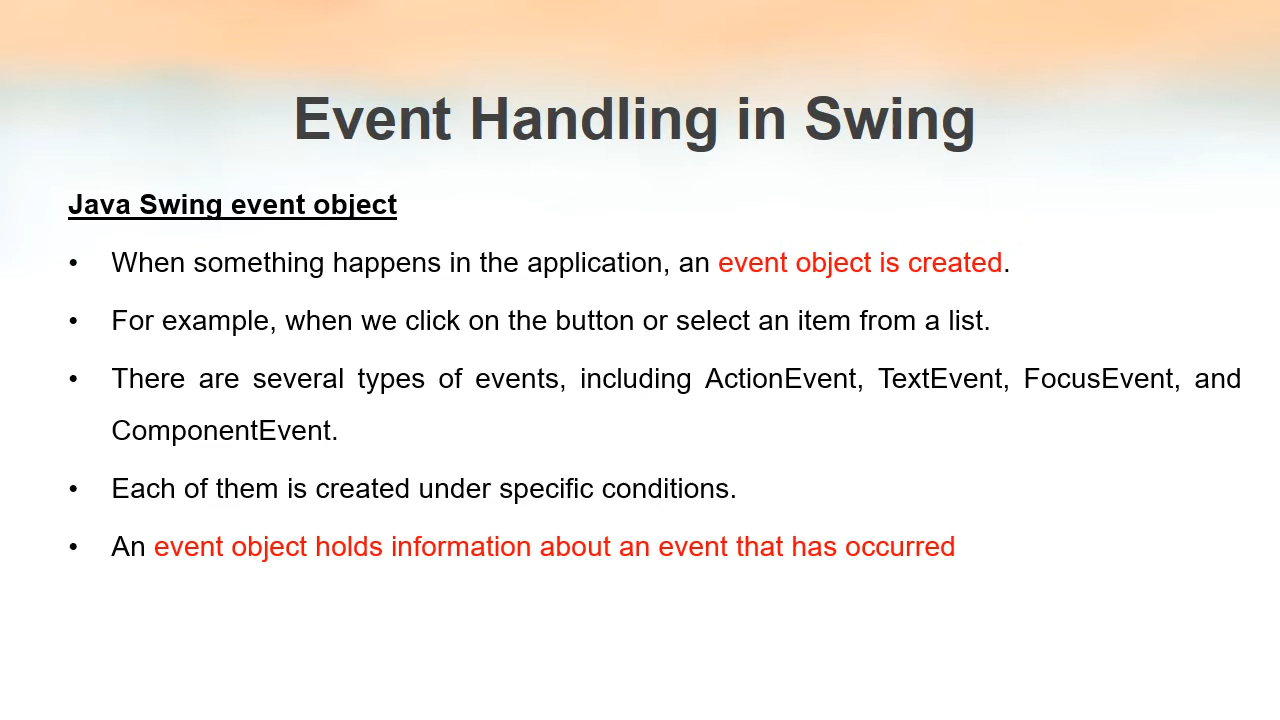 Event Handling in Swing
Java Swing event object
• When something happens in the application, an event object is created.
• For example, when we click on the button or select an item from a list.
• There are several types of events, including ActionEvent, TextEvent, FocusEvent, and
ComponentEvent.
• Each of them is created under specific conditions.
• An event object holds information about an event that has occurred